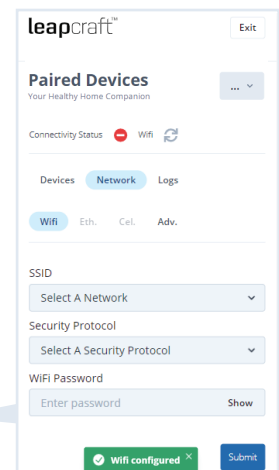 leapcraft™
Exit
Paired Devices
Your Healthy Home Companion
...
Connectivity Status Wifi
Devices Network Logs
Wifi Eth. Cel. Adv.
SSID
Select A Network
Security Protocol
Select A Security Protocol
WiFi Password
Enter password Show
Wifi configured ×
Submit